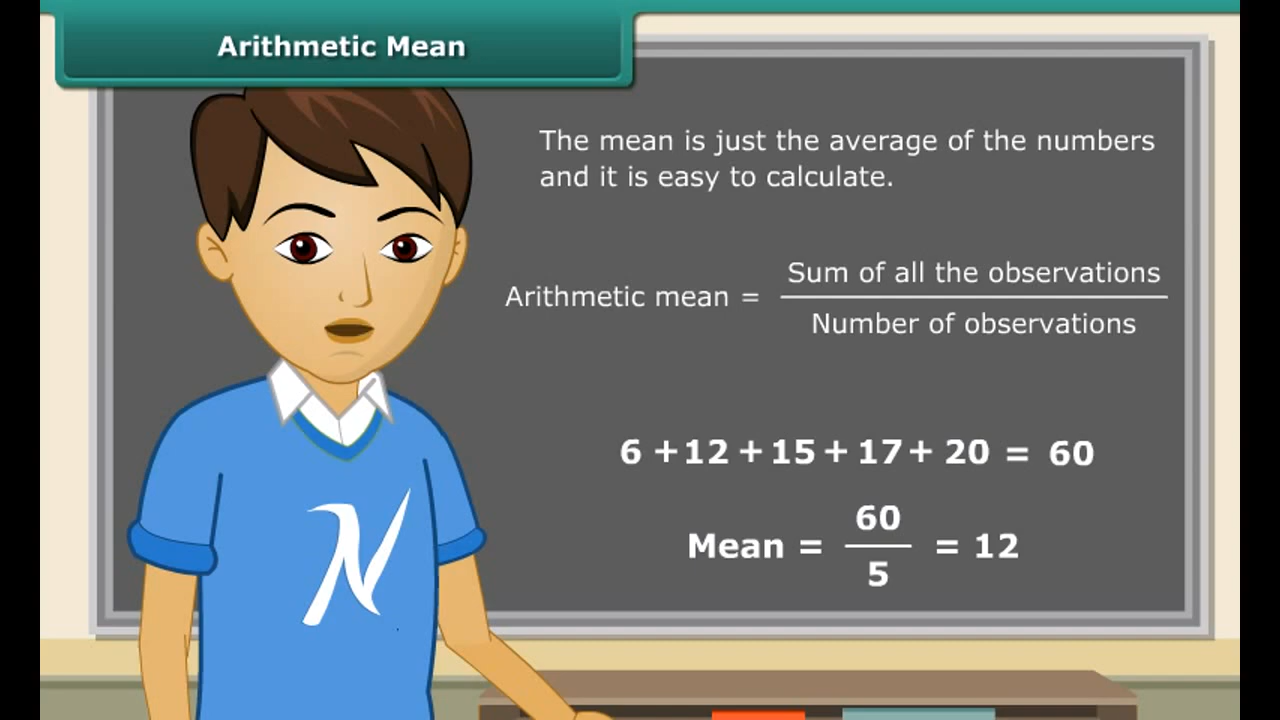 Arithmetic Mean
The mean is just the average of the numbers
and it is easy to calculate.
Sum of all the observations
Arithmetic mean =
Number of observations
6 + 12 + 15 + 17 + 20 = 60
60
Mean = = 12
5
N